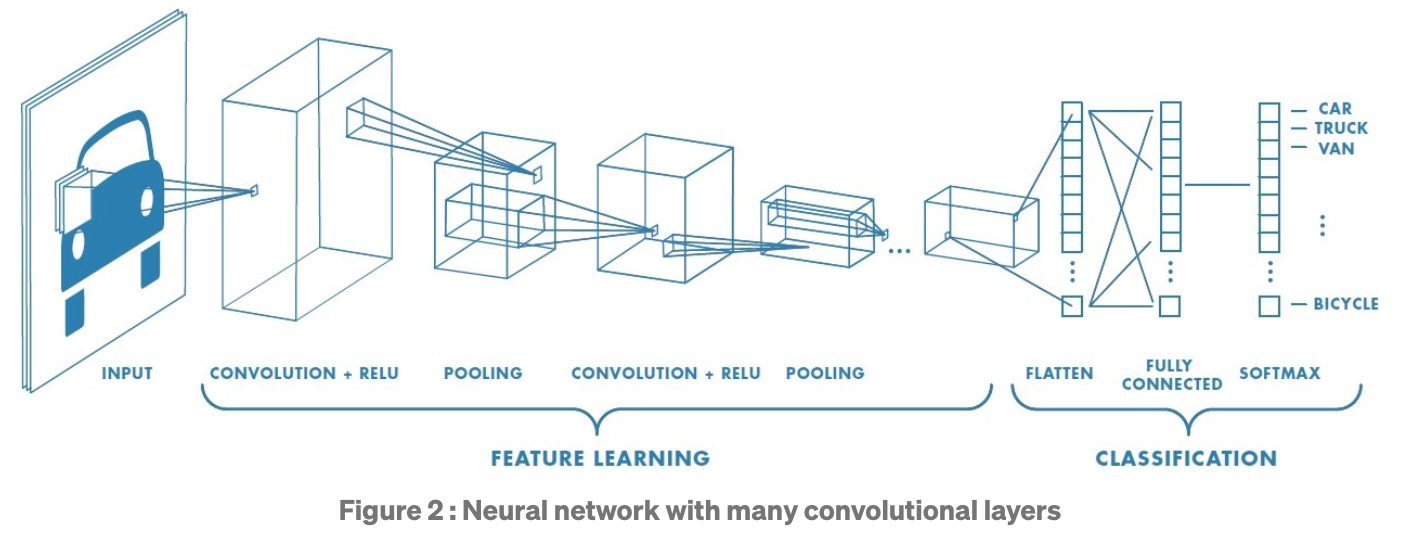 CAR
TRUCK
VAN
BICYCLE
INPUT
CONVOLUTION + RELU
POOLING
CONVOLUTION + RELU
POOLING
FLATTEN
FULLY
CONNECTED
SOFTMAX
FEATURE LEARNING
CLASSIFICATION
Figure 2 : Neural network with many convolutional layers